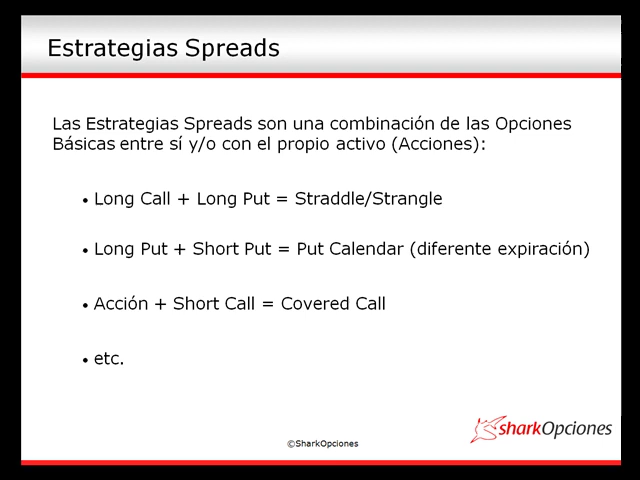 Estrategias Spreads
Las Estrategias Spreads son una combinación de las Opciones
Básicas entre sí y/o con el propio activo (Acciones):
• Long Call + Long Put = Straddle/Strangle
• Long Put + Short Put = Put Calendar (diferente expiración)
• Acción + Short Call = Covered Call
• etc.
sharkOpciones
©SharkOpciones